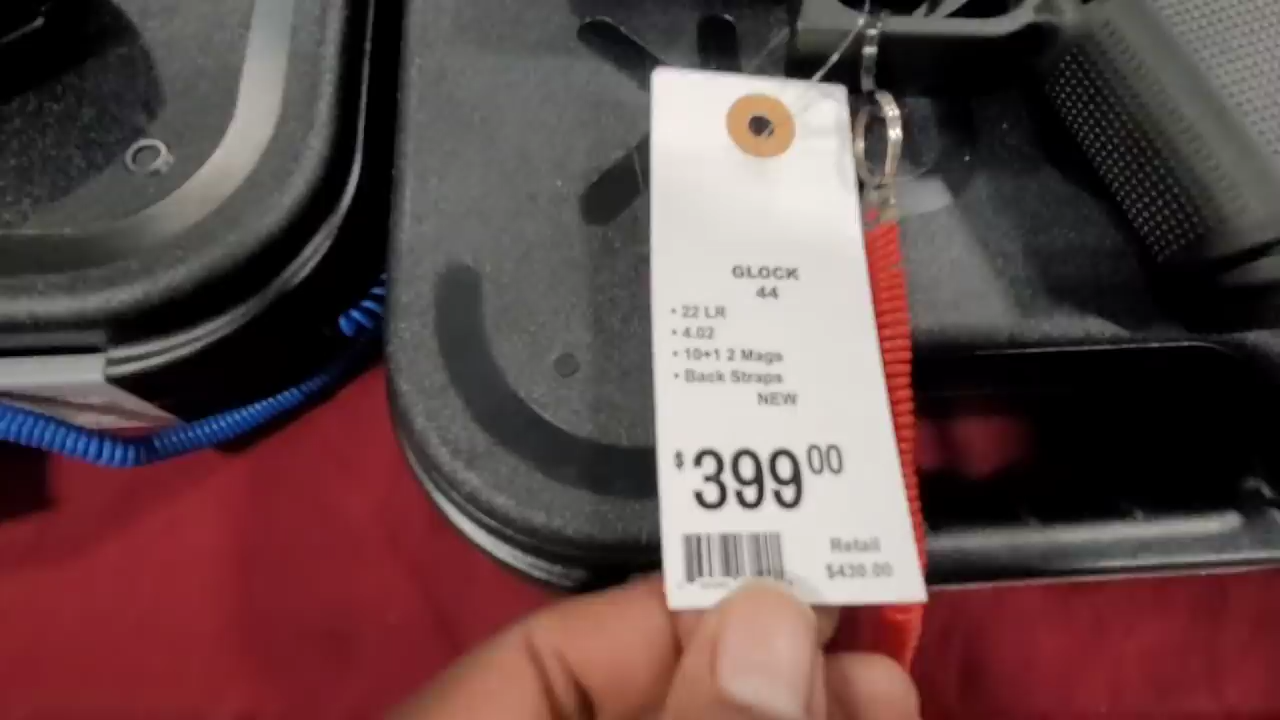 GLOCK
44
• 22 LR
• 4.02
• 10+1 2 Mags
• Back Straps
NEW
$39900
Retail
$430.00